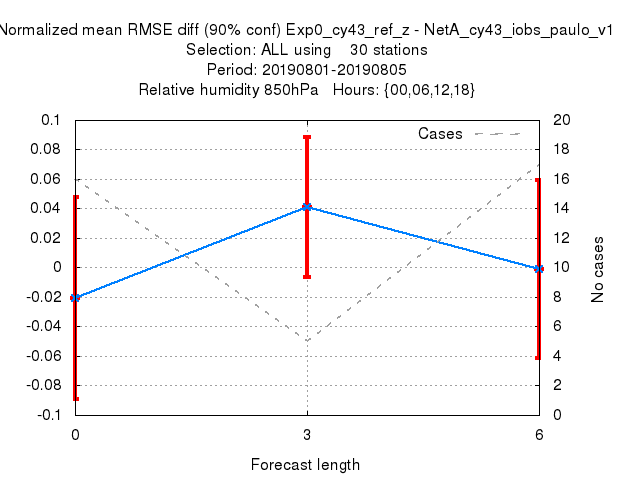 Normalized mean RMSE diff (90% conf) Exp0_cy43_ref_z - NetA_cy43_iobs_paulo_v1
Selection: ALL using    30 stations
Period: 20190801-20190805
Relative humidity 850hPa   Hours: {00,06,12,18}
Cases
0.1
0.08
0.06
0.04
0.02
0
-0.02
-0.04
-0.06
-0.08
-0.1
20
18
16
14
12
10
8
6
4
2
0
No cases
0 3 6
Forecast length